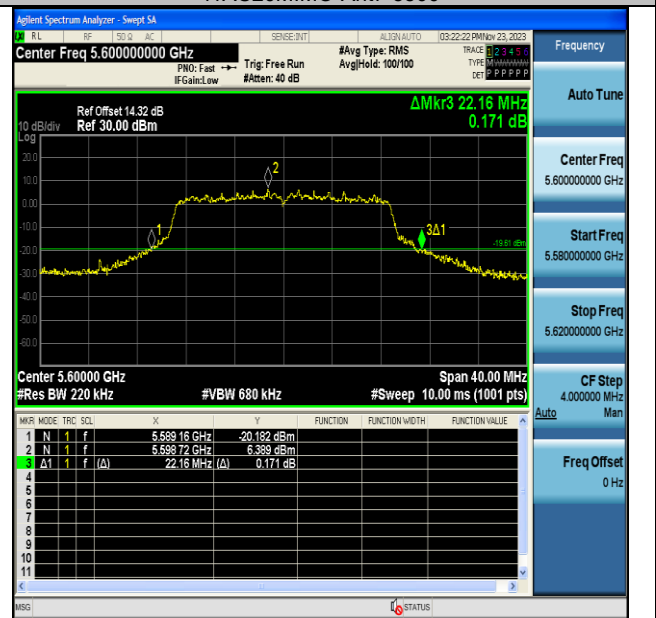 Agilent Spectrum Analyzer - Swept SA
RL RF 50 Ω AC SENSE:INT ALIGN AUTO 03:22:22 PM Nov 23, 2023
Center Freq 5.600000000 GHz
PNO: Fast
IFGain:Low
Trig: Free Run
#Atten: 40 dB
#Avg Type: RMS
Avg|Hold: 100/100
TRACE 1 2 3 4 5 6
TYPE MWWWWW
DET P P P P P P
Frequency
Auto Tune
Center Freq
5.600000000 GHz
Start Freq
5.580000000 GHz
Stop Freq
5.620000000 GHz
CF Step
4.000000 MHz
Auto Man
Freq Offset
0 Hz
ΔMkr3 22.16 MHz
0.171 dB
Ref Offset 14.32 dB
10 dB/div Ref 30.00 dBm
Log
20.0
10.0
0.00
-10.0
-20.0
-30.0
-40.0
-50.0
-60.0
1
2
3Δ1
-19.61 dBm
Center 5.60000 GHz Span 40.00 MHz
#Res BW 220 kHz #VBW 680 kHz #Sweep 10.00 ms (1001 pts)
MKR MODE TRC SCL X Y FUNCTION FUNCTION WIDTH FUNCTION VALUE
1 N 1 f 5.589 16 GHz -20.182 dBm
2 N 1 f 5.598 72 GHz 6.389 dBm
3 Δ1 1 f (Δ) 22.16 MHz (Δ) 0.171 dB
4
5
6
7
8
9
10
11
MSG STATUS